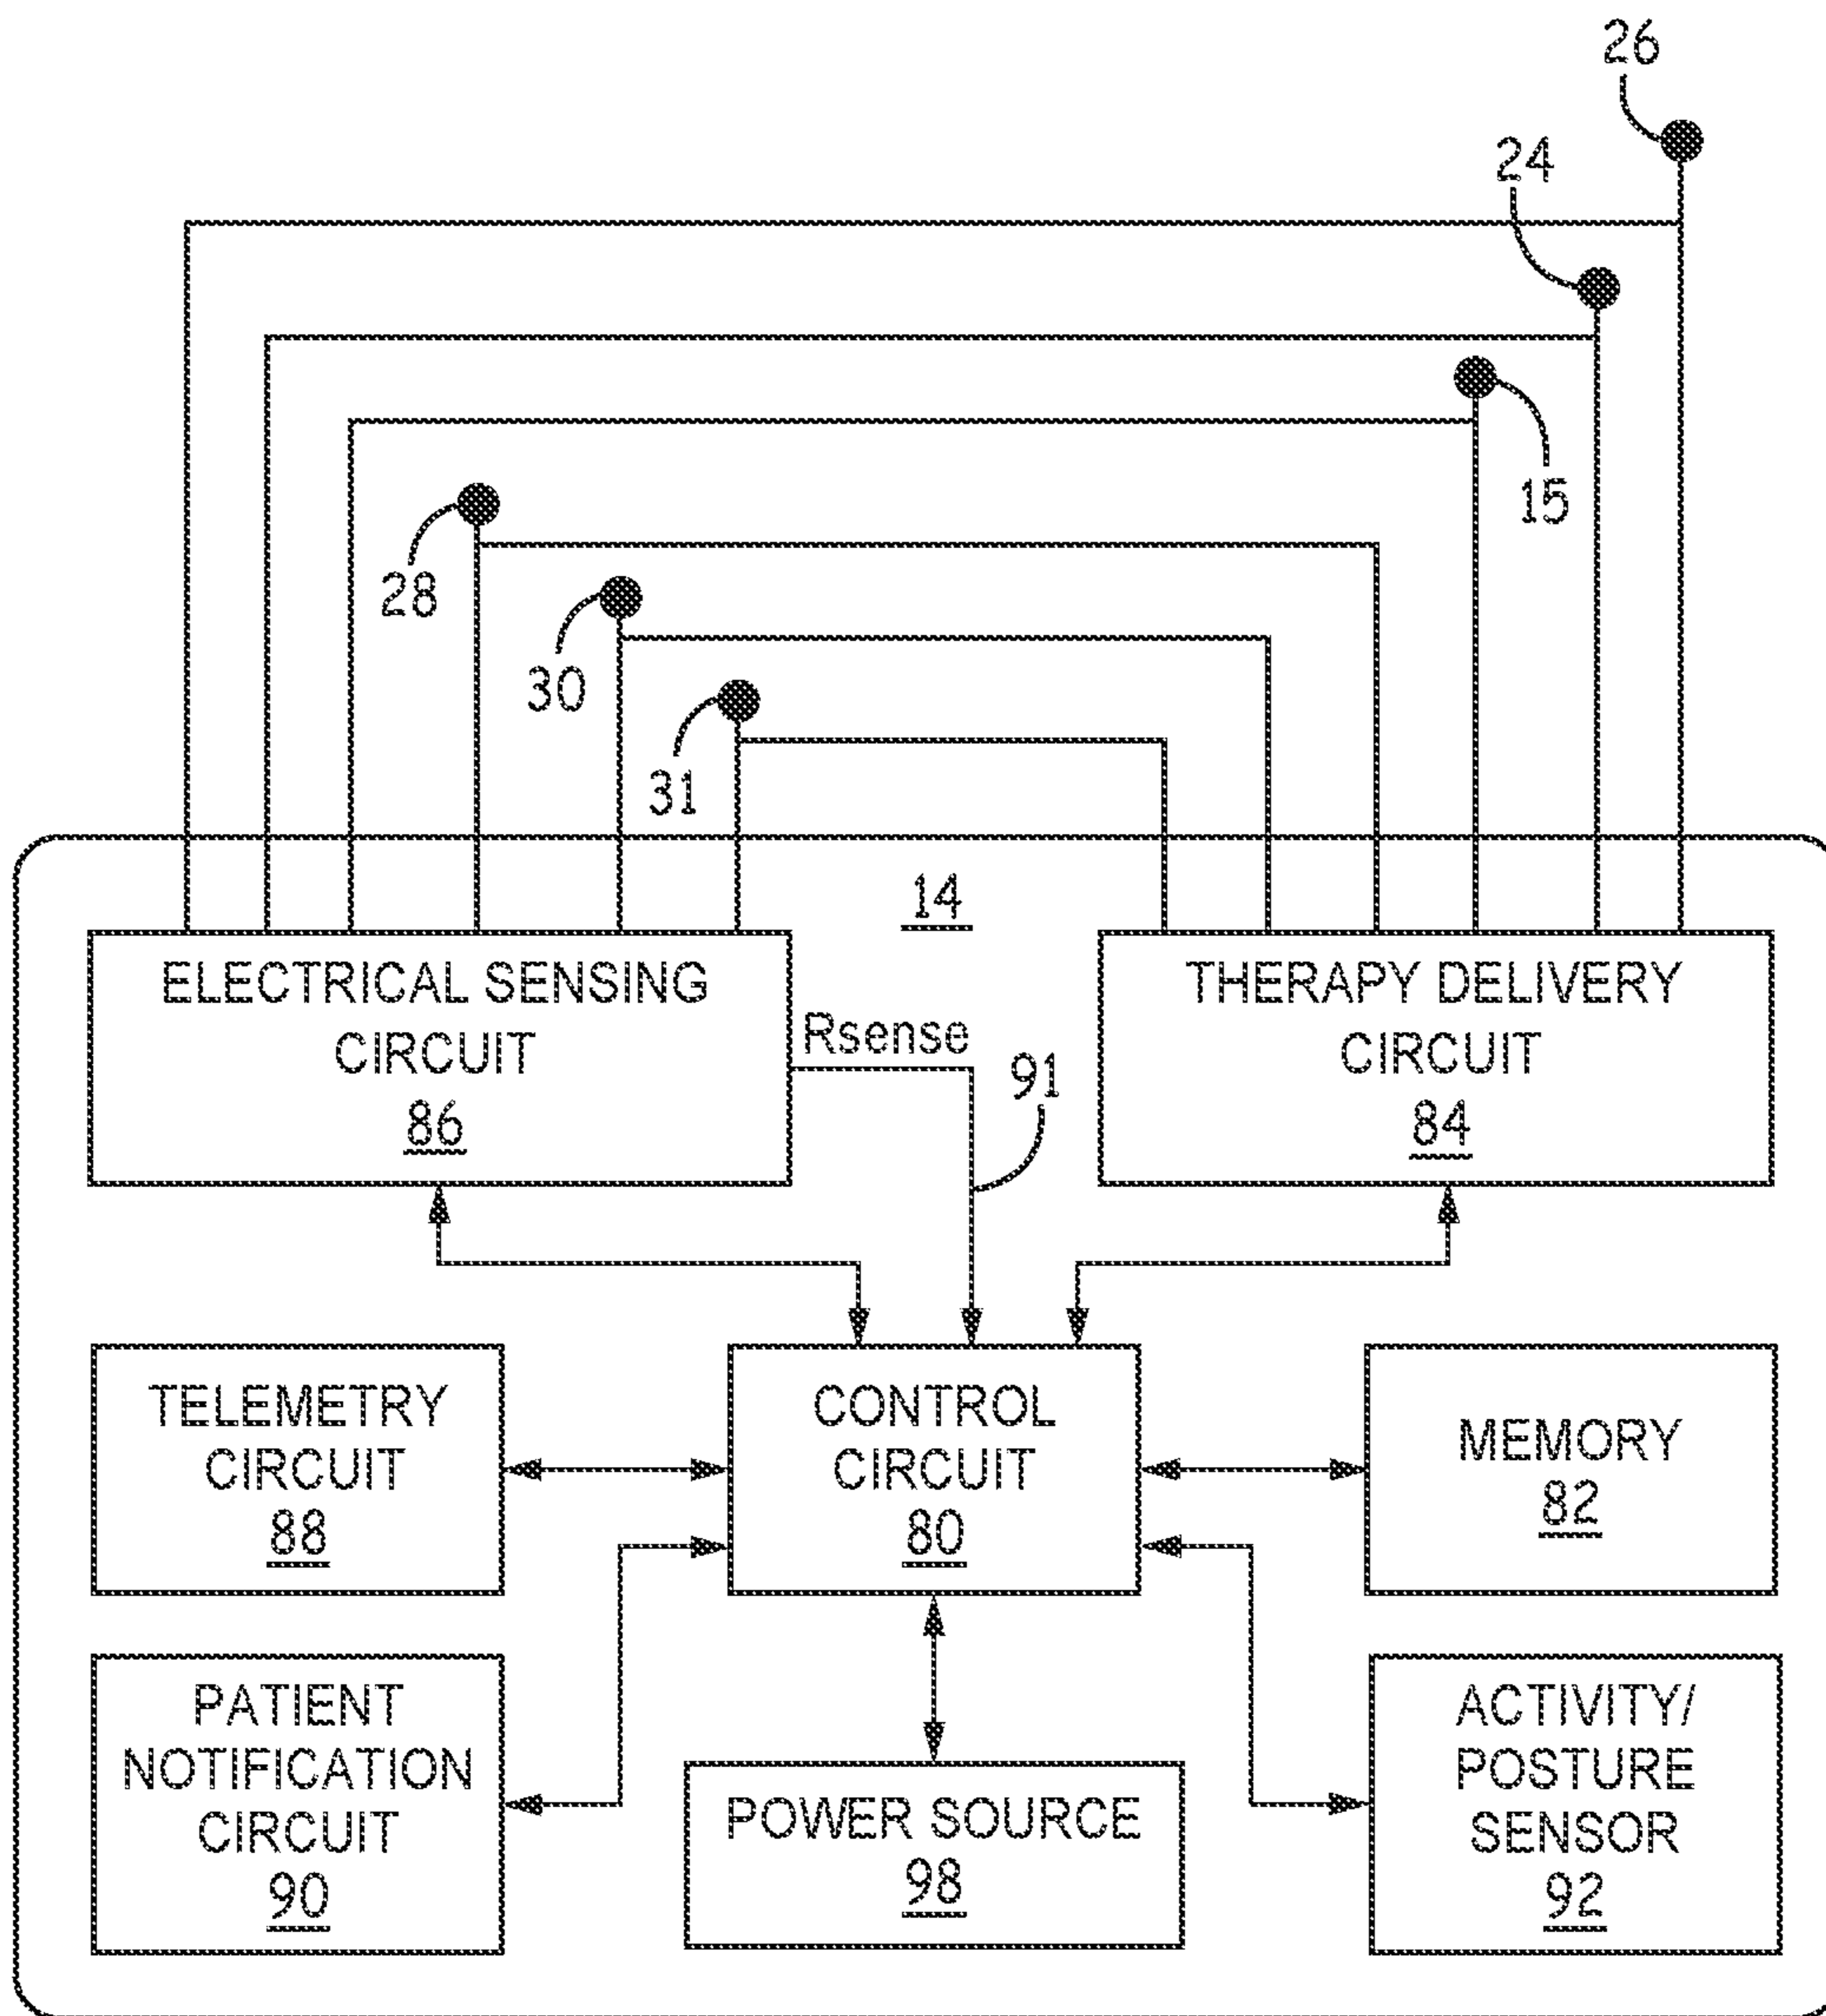 26
24
15
28
30
31
14
ELECTRICAL SENSING
CIRCUIT
86
Rsense
91
THERAPY DELIVERY
CIRCUIT
84
TELEMETRY
CIRCUIT
88
CONTROL
CIRCUIT
80
MEMORY
82
PATIENT
NOTIFICATION
CIRCUIT
90
POWER SOURCE
98
ACTIVITY/
POSTURE
SENSOR
92